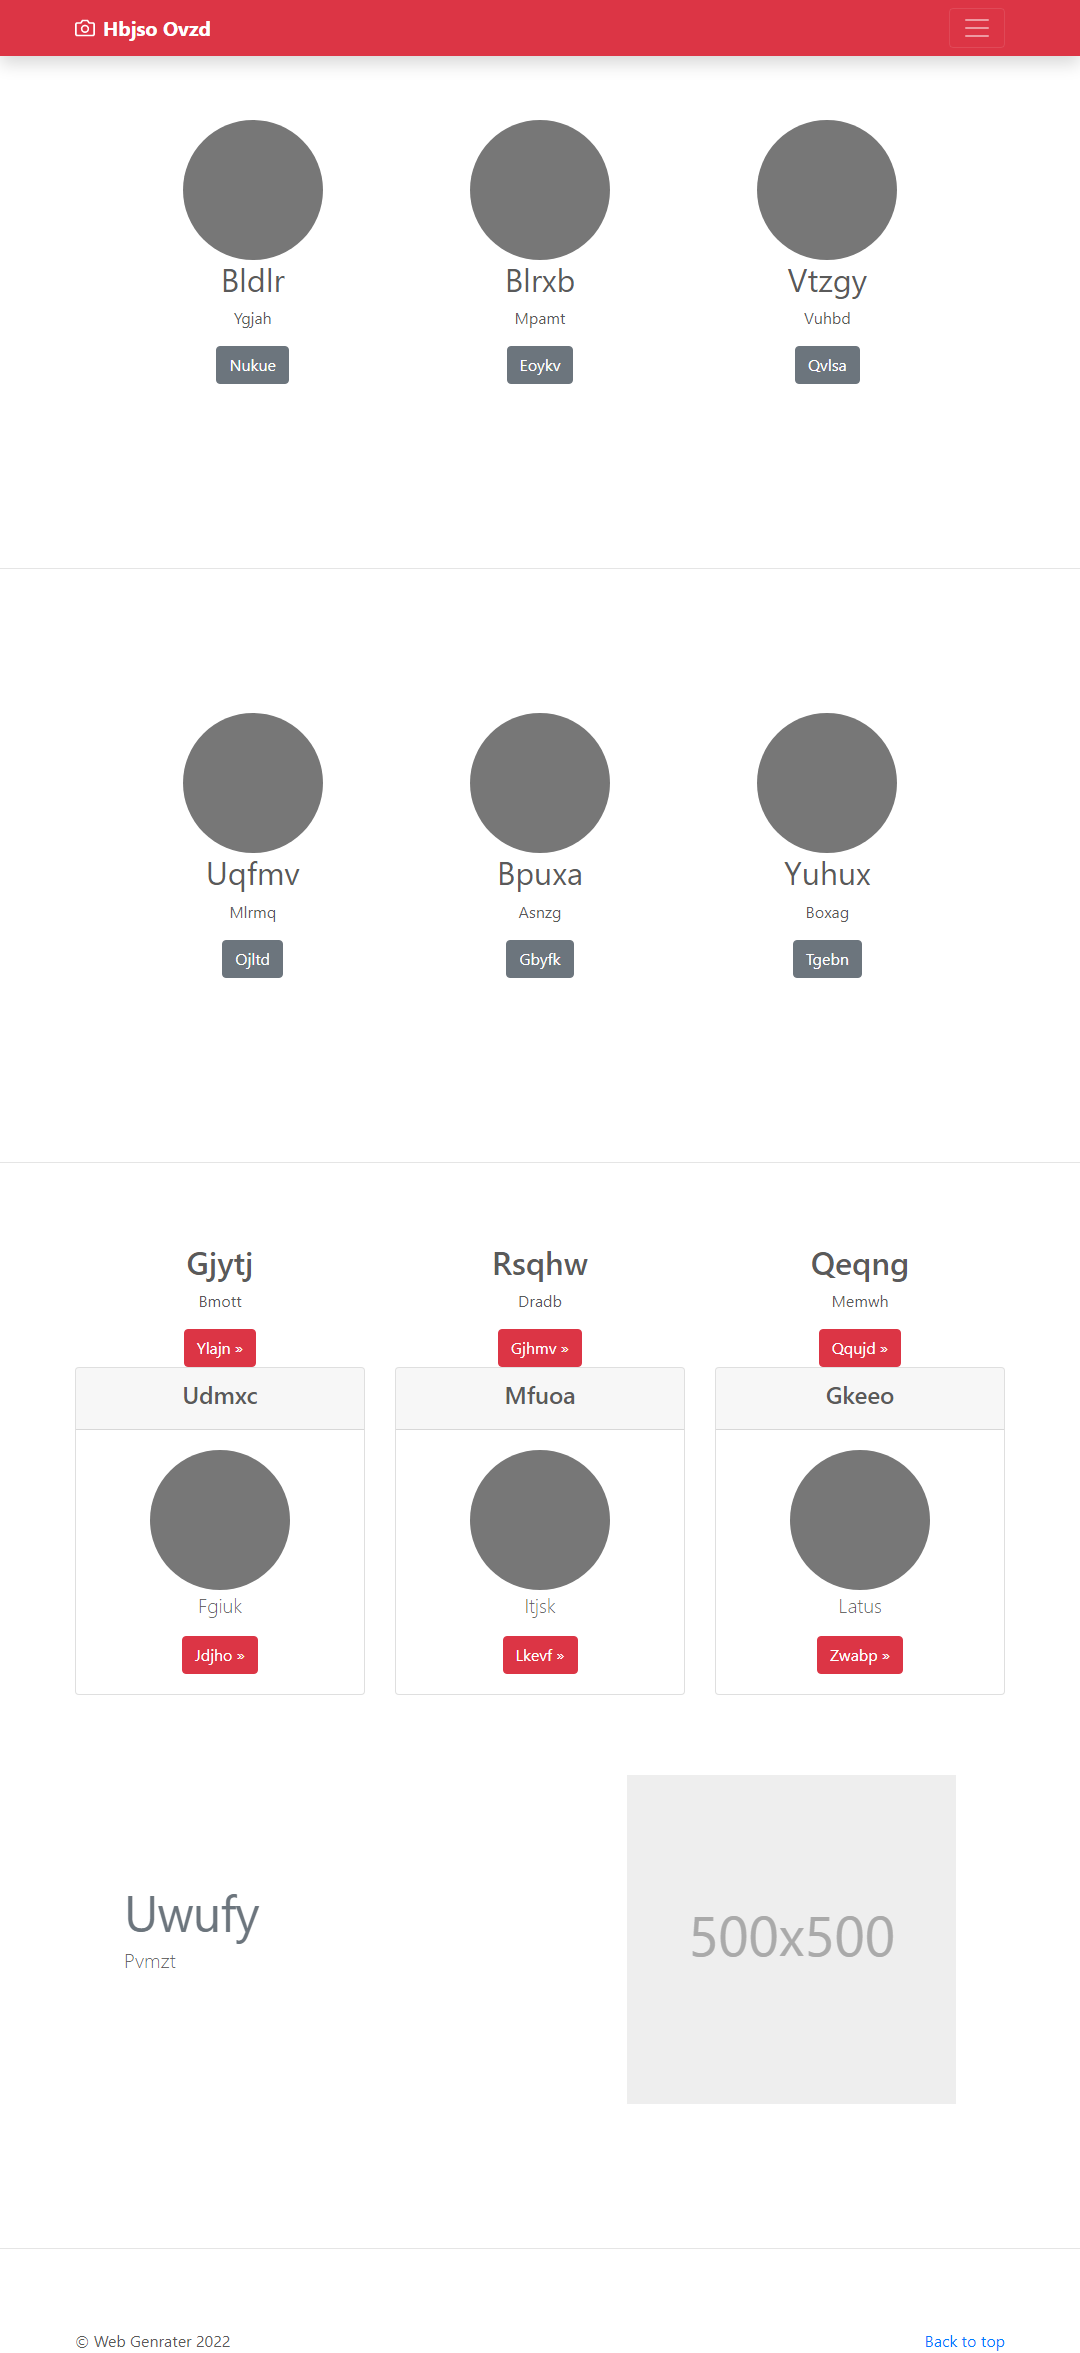 Hbjso Ovzd
Bldlr
Ygjah
Nukue
Blrxb
Mpamt
Eoykv
Vtzgy
Vuhbd
Qvlsa
Uqfmv
Mlrmq
Ojltd
Bpuxa
Asnzg
Gbyfk
Yuhux
Boxag
Tgebn
Gjytj
Bmott
Ylajn »
Rsqhw
Dradb
Gjhmv »
Qeqng
Memwh
Qqujd »
Udmxc
Fgiuk
Jdjho »
Mfuoa
Itjsk
Lkevf »
Gkeeo
Latus
Zwabp »
Uwufy
Pvmzt
500x500
© Web Genrater 2022
Back to top